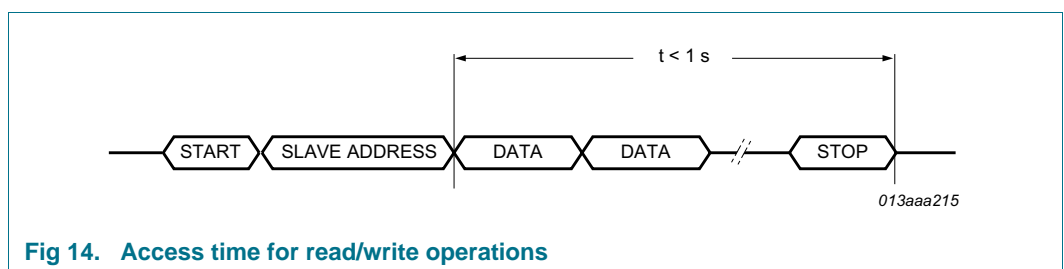 t < 1 s
START SLAVE ADDRESS DATA DATA STOP
013aaa215
Fig 14. Access time for read/write operations